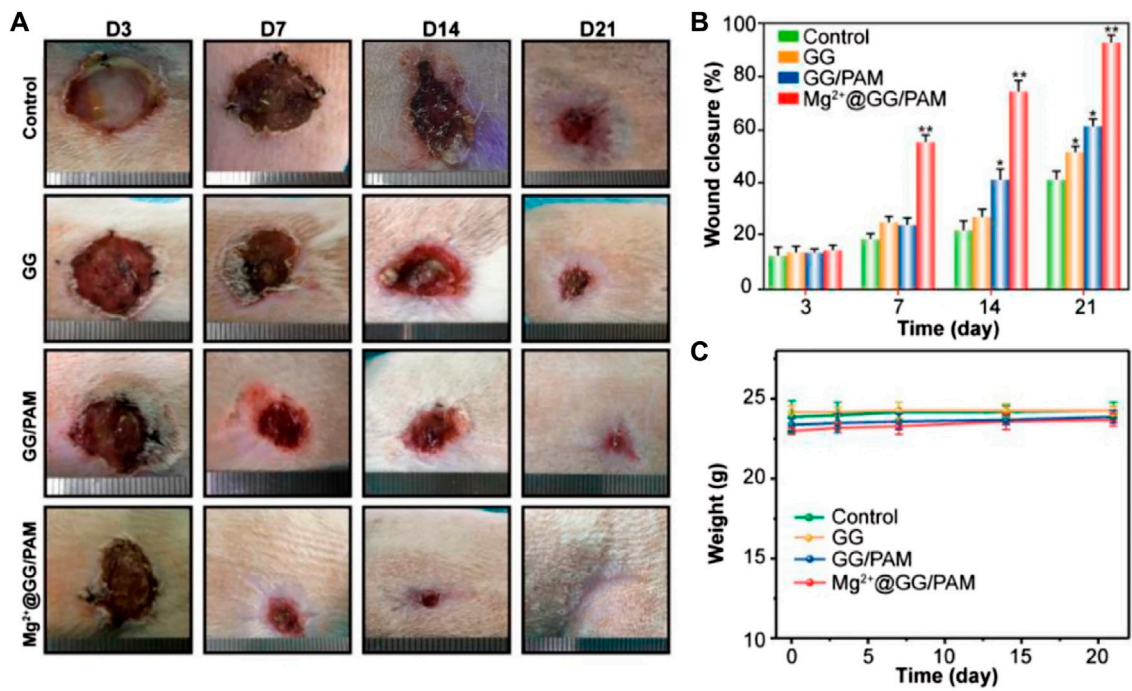 A
D3 D7 D14 D21
Control
GG
GG/PAM
Mg²⁺@GG/PAM
B
Wound closure (%)
100
80
60
40
20
0
Control
GG
GG/PAM
Mg²⁺@GG/PAM
**
* **
* * **
3 7 14 21
Time (day)
C
Weight (g)
25
20
15
10
Control
GG
GG/PAM
Mg²⁺@GG/PAM
0 5 10 15 20
Time (day)